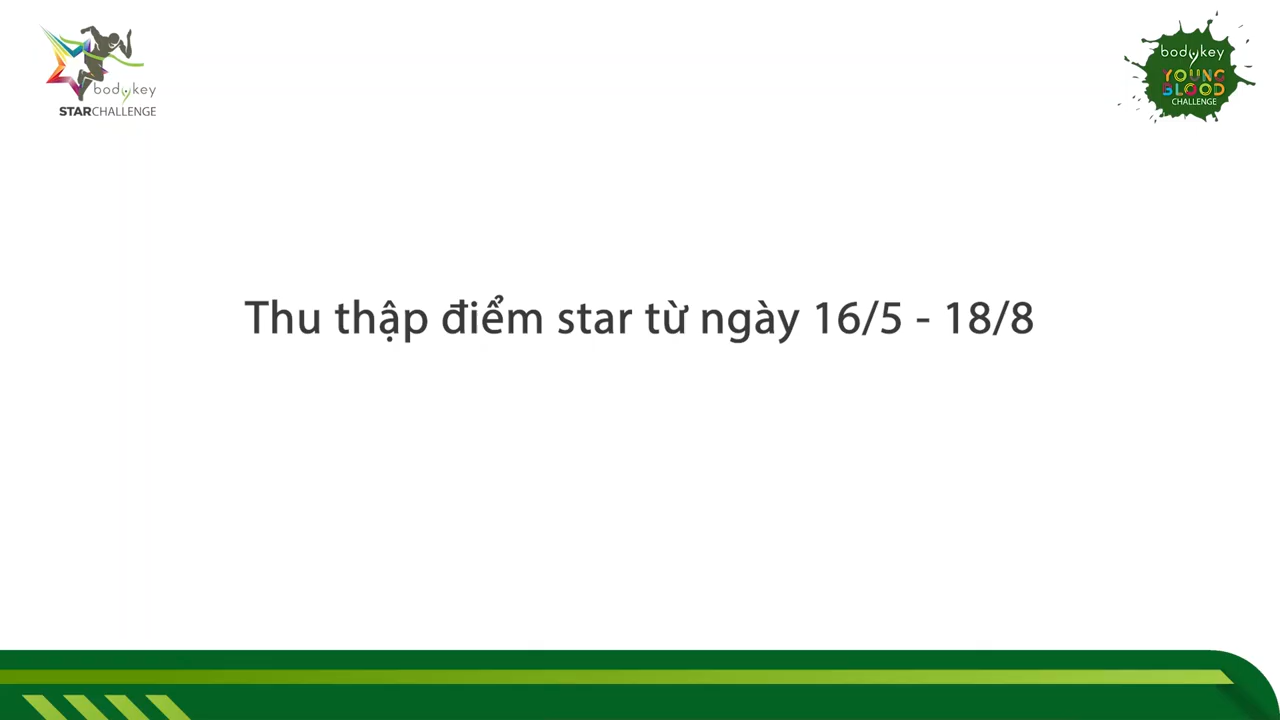 bodykey
STARCHALLENGE
bodykey
YOUNG
BLOOD
CHALLENGE
Thu thập điểm star từ ngày 16/5 - 18/8